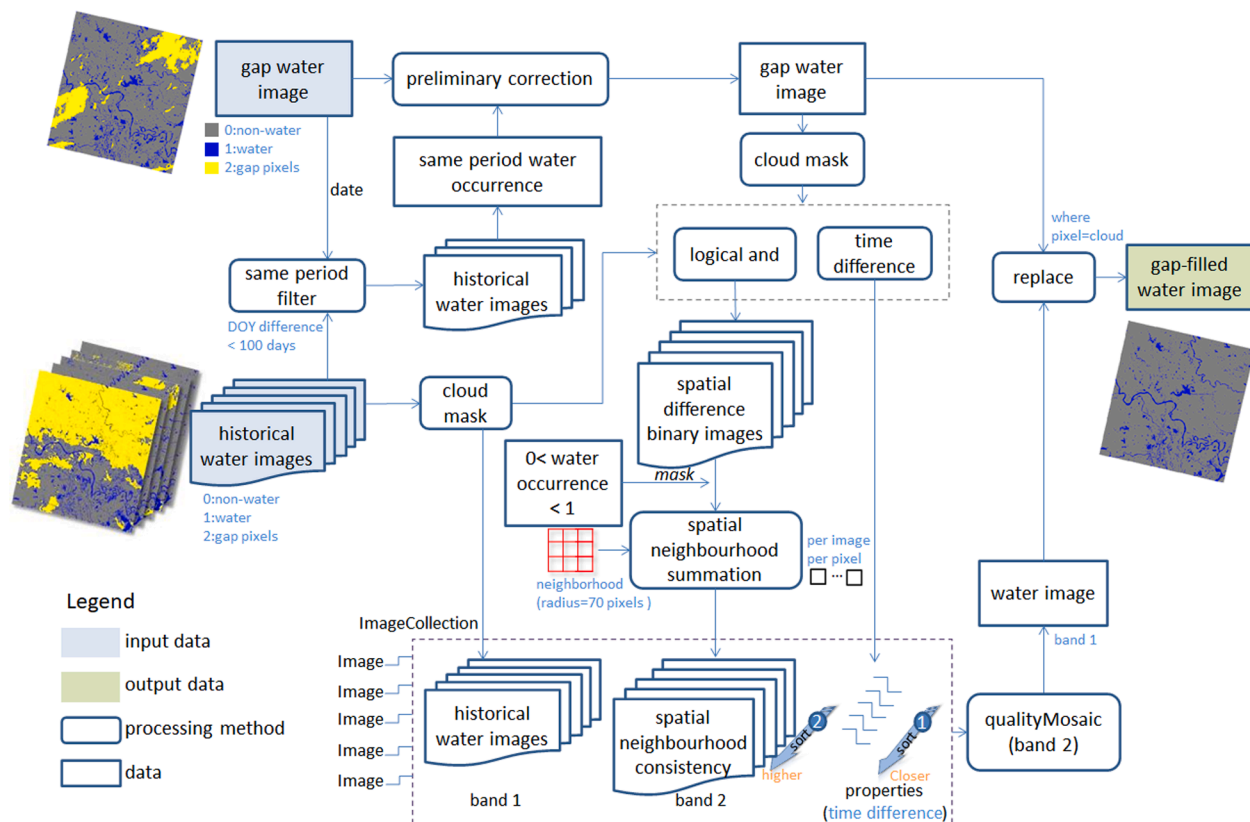 gap water
image
0:non-water
1:water
2:gap pixels
preliminary correction
gap water
image
cloud mask
same period water
occurrence
date
where
pixel=cloud
same period
filter
DOY difference
< 100 days
historical
water images
logical and
time
difference
replace
gap-filled
water image
historical
water images
0:non-water
1:water
2:gap pixels
cloud
mask
spatial
difference
binary images
0< water
occurrence
< 1
mask
neighborhood
(radius=70 pixels )
spatial
neighbourhood
summation
per image
per pixel
...
water image
band 1
Legend
input data
output data
processing method
data
ImageCollection
Image
Image
Image
Image
Image
historical
water images
band 1
spatial
neighbourhood
consistency
band 2
2
sort
higher
1
sort
Closer
properties
(time difference)
qualityMosaic
(band 2)